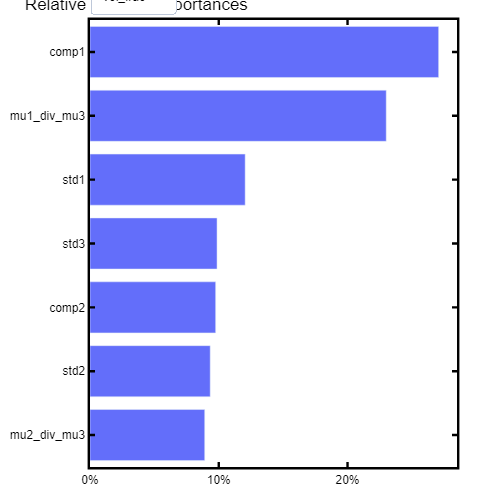 Relative portances
comp1
mu1_div_mu3
std1
std3
comp2
std2
mu2_div_mu3
0% 10% 20%